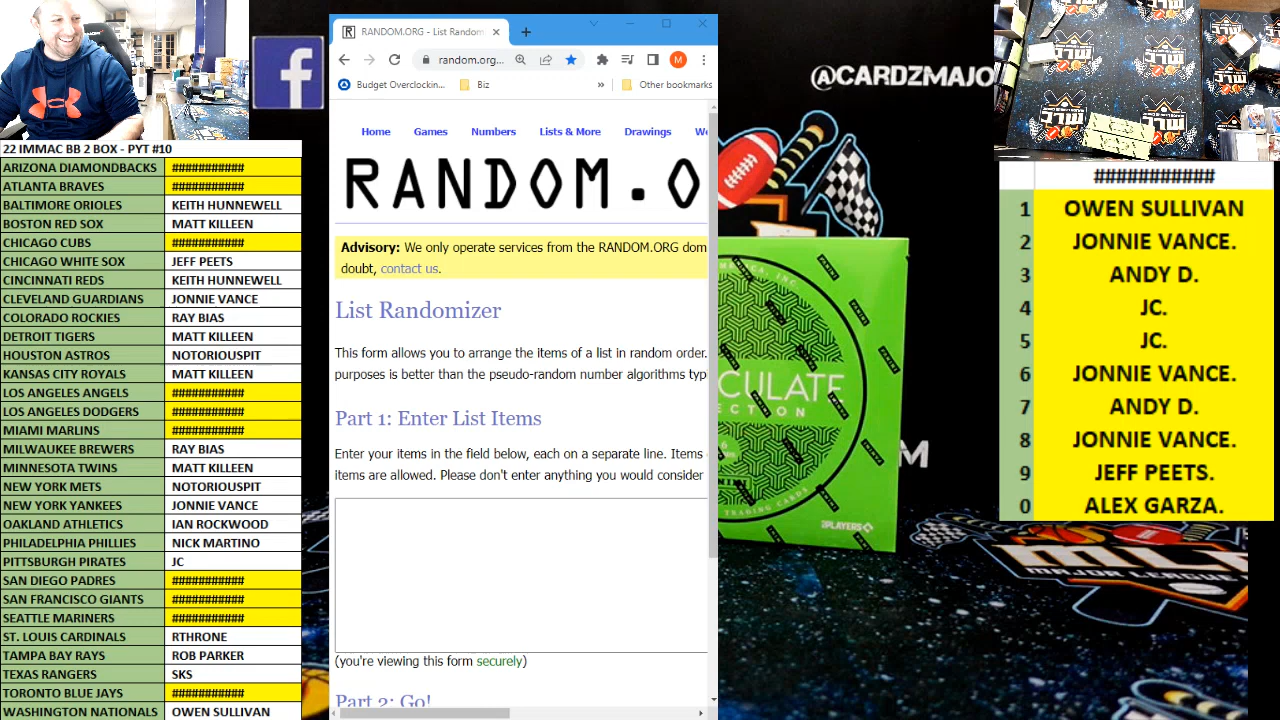 22 IMMAC BB 2 BOX - PYT #10
ARIZONA DIAMONDBACKS ###########
ATLANTA BRAVES ###########
BALTIMORE ORIOLES KEITH HUNNEWELL
BOSTON RED SOX MATT KILLEEN
CHICAGO CUBS ###########
CHICAGO WHITE SOX JEFF PEETS
CINCINNATI REDS KEITH HUNNEWELL
CLEVELAND GUARDIANS JONNIE VANCE
COLORADO ROCKIES RAY BIAS
DETROIT TIGERS MATT KILLEEN
HOUSTON ASTROS NOTORIOUSPIT
KANSAS CITY ROYALS MATT KILLEEN
LOS ANGELES ANGELS ###########
LOS ANGELES DODGERS ###########
MIAMI MARLINS ###########
MILWAUKEE BREWERS RAY BIAS
MINNESOTA TWINS MATT KILLEEN
NEW YORK METS NOTORIOUSPIT
NEW YORK YANKEES JONNIE VANCE
OAKLAND ATHLETICS IAN ROCKWOOD
PHILADELPHIA PHILLIES NICK MARTINO
PITTSBURGH PIRATES JC
SAN DIEGO PADRES ###########
SAN FRANCISCO GIANTS ###########
SEATTLE MARINERS ###########
ST. LOUIS CARDINALS RTHRONE
TAMPA BAY RAYS ROB PARKER
TEXAS RANGERS SKS
TORONTO BLUE JAYS ###########
WASHINGTON NATIONALS OWEN SULLIVAN
RANDOM.ORG - List Random
random.org...
M
Budget Overclockin... Biz » Other bookmarks
Home Games Numbers Lists & More Drawings We
RANDOM.O
Advisory: We only operate services from the RANDOM.ORG dom
doubt, contact us.
List Randomizer
This form allows you to arrange the items of a list in random order.
purposes is better than the pseudo-random number algorithms typ
Part 1: Enter List Items
Enter your items in the field below, each on a separate line. Items
items are allowed. Please don't enter anything you would consider
(you're viewing this form securely)
Part 2: Go!
@CARDZMAJO
CULATE
ECTION
PANINI
TRADING CARDS
2PLAYERS
M
MLB
MAJOR LEAGUE
###########
1 OWEN SULLIVAN
2 JONNIE VANCE.
3 ANDY D.
4 JC.
5 JC.
6 JONNIE VANCE.
7 ANDY D.
8 JONNIE VANCE.
9 JEFF PEETS.
0 ALEX GARZA.